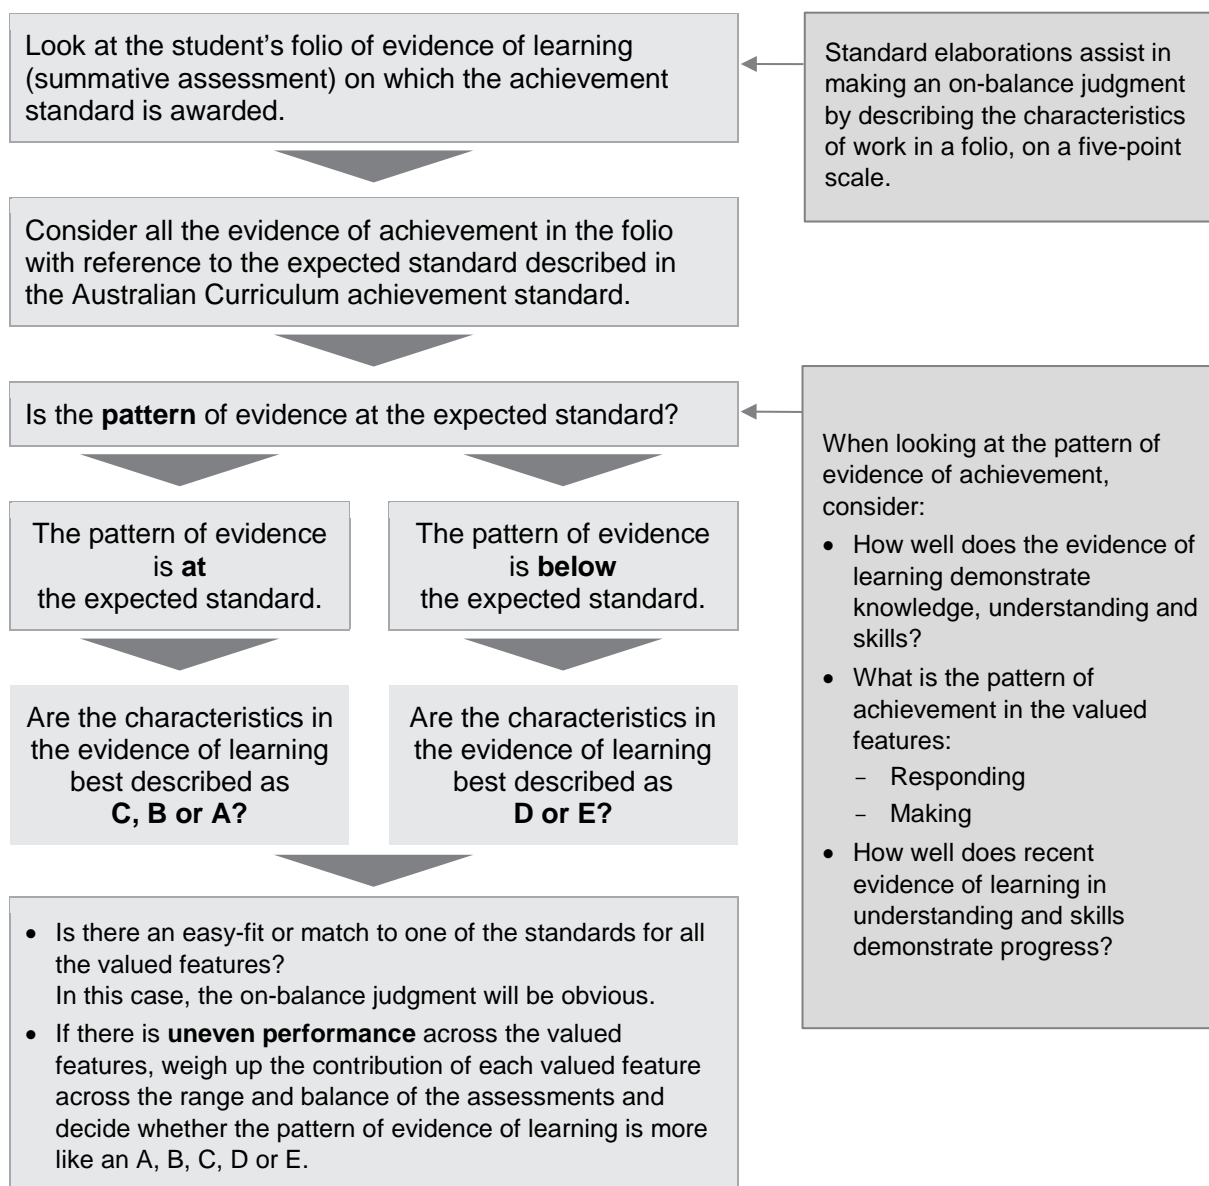 Look at the student’s folio of evidence of learning
(summative assessment) on which the achievement
standard is awarded.
Standard elaborations assist in
making an on-balance judgment
by describing the characteristics
of work in a folio, on a five-point
scale.
Consider all the evidence of achievement in the folio
with reference to the expected standard described in
the Australian Curriculum achievement standard.
Is the pattern of evidence at the expected standard?
When looking at the pattern of
evidence of achievement,
consider:
• How well does the evidence of
learning demonstrate
knowledge, understanding and
skills?
• What is the pattern of
achievement in the valued
features:
- Responding
- Making
• How well does recent
evidence of learning in
understanding and skills
demonstrate progress?
The pattern of evidence
is at
the expected standard.
The pattern of evidence
is below
the expected standard.
Are the characteristics in
the evidence of learning
best described as
C, B or A?
Are the characteristics in
the evidence of learning
best described as
D or E?
• Is there an easy-fit or match to one of the standards for all
the valued features?
In this case, the on-balance judgment will be obvious.
• If there is uneven performance across the valued
features, weigh up the contribution of each valued feature
across the range and balance of the assessments and
decide whether the pattern of evidence of learning is more
like an A, B, C, D or E.